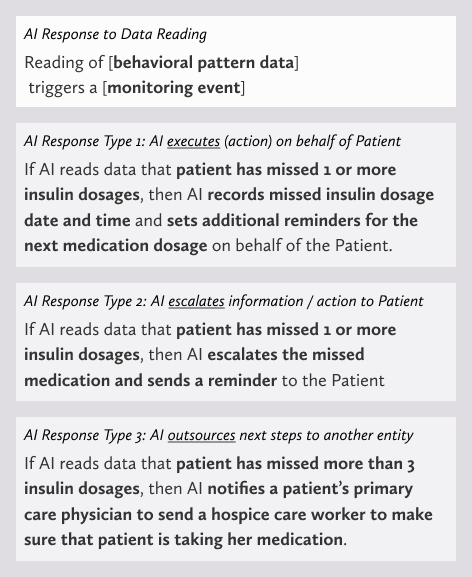 AI Response to Data Reading
Reading of [behavioral pattern data]
triggers a [monitoring event]
AI Response Type 1: AI executes (action) on behalf of Patient
If AI reads data that patient has missed 1 or more
insulin dosages, then AI records missed insulin dosage
date and time and sets additional reminders for the
next medication dosage on behalf of the Patient.
AI Response Type 2: AI escalates information / action to Patient
If AI reads data that patient has missed 1 or more
insulin dosages, then AI escalates the missed
medication and sends a reminder to the Patient
AI Response Type 3: AI outsources next steps to another entity
If AI reads data that patient has missed more than 3
insulin dosages, then AI notifies a patient's primary
care physician to send a hospice care worker to make
sure that patient is taking her medication.